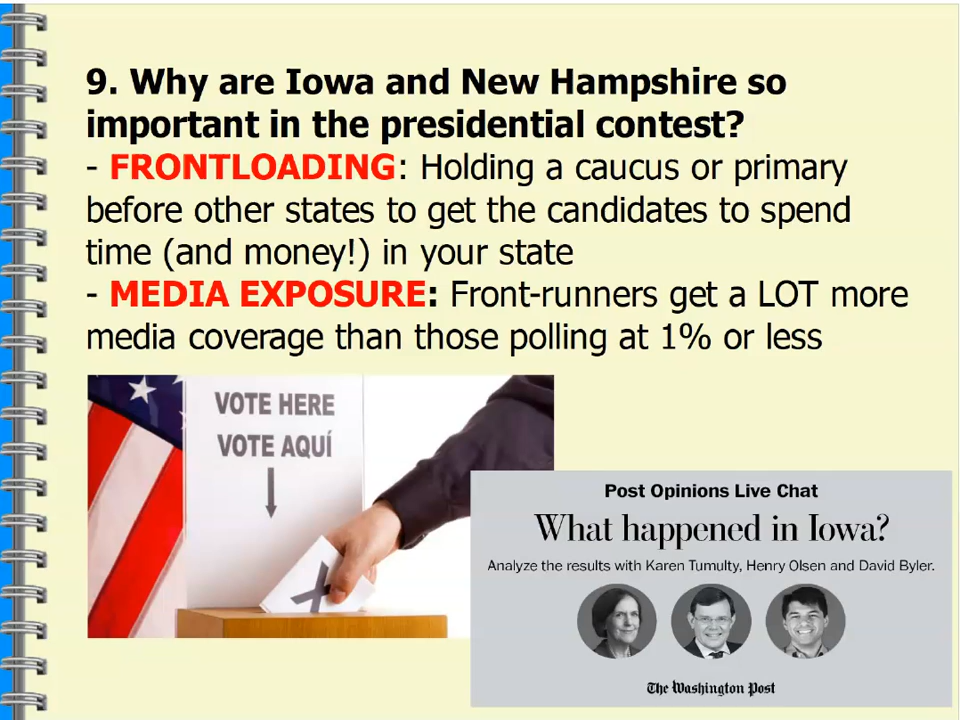 9. Why are Iowa and New Hampshire so
important in the presidential contest?
- FRONTLOADING: Holding a caucus or primary
before other states to get the candidates to spend
time (and money!) in your state
- MEDIA EXPOSURE: Front-runners get a LOT more
media coverage than those polling at 1% or less
VOTE HERE
VOTE AQUÍ
Post Opinions Live Chat
What happened in Iowa?
Analyze the results with Karen Tumulty, Henry Olsen and David Byler.
The Washington Post